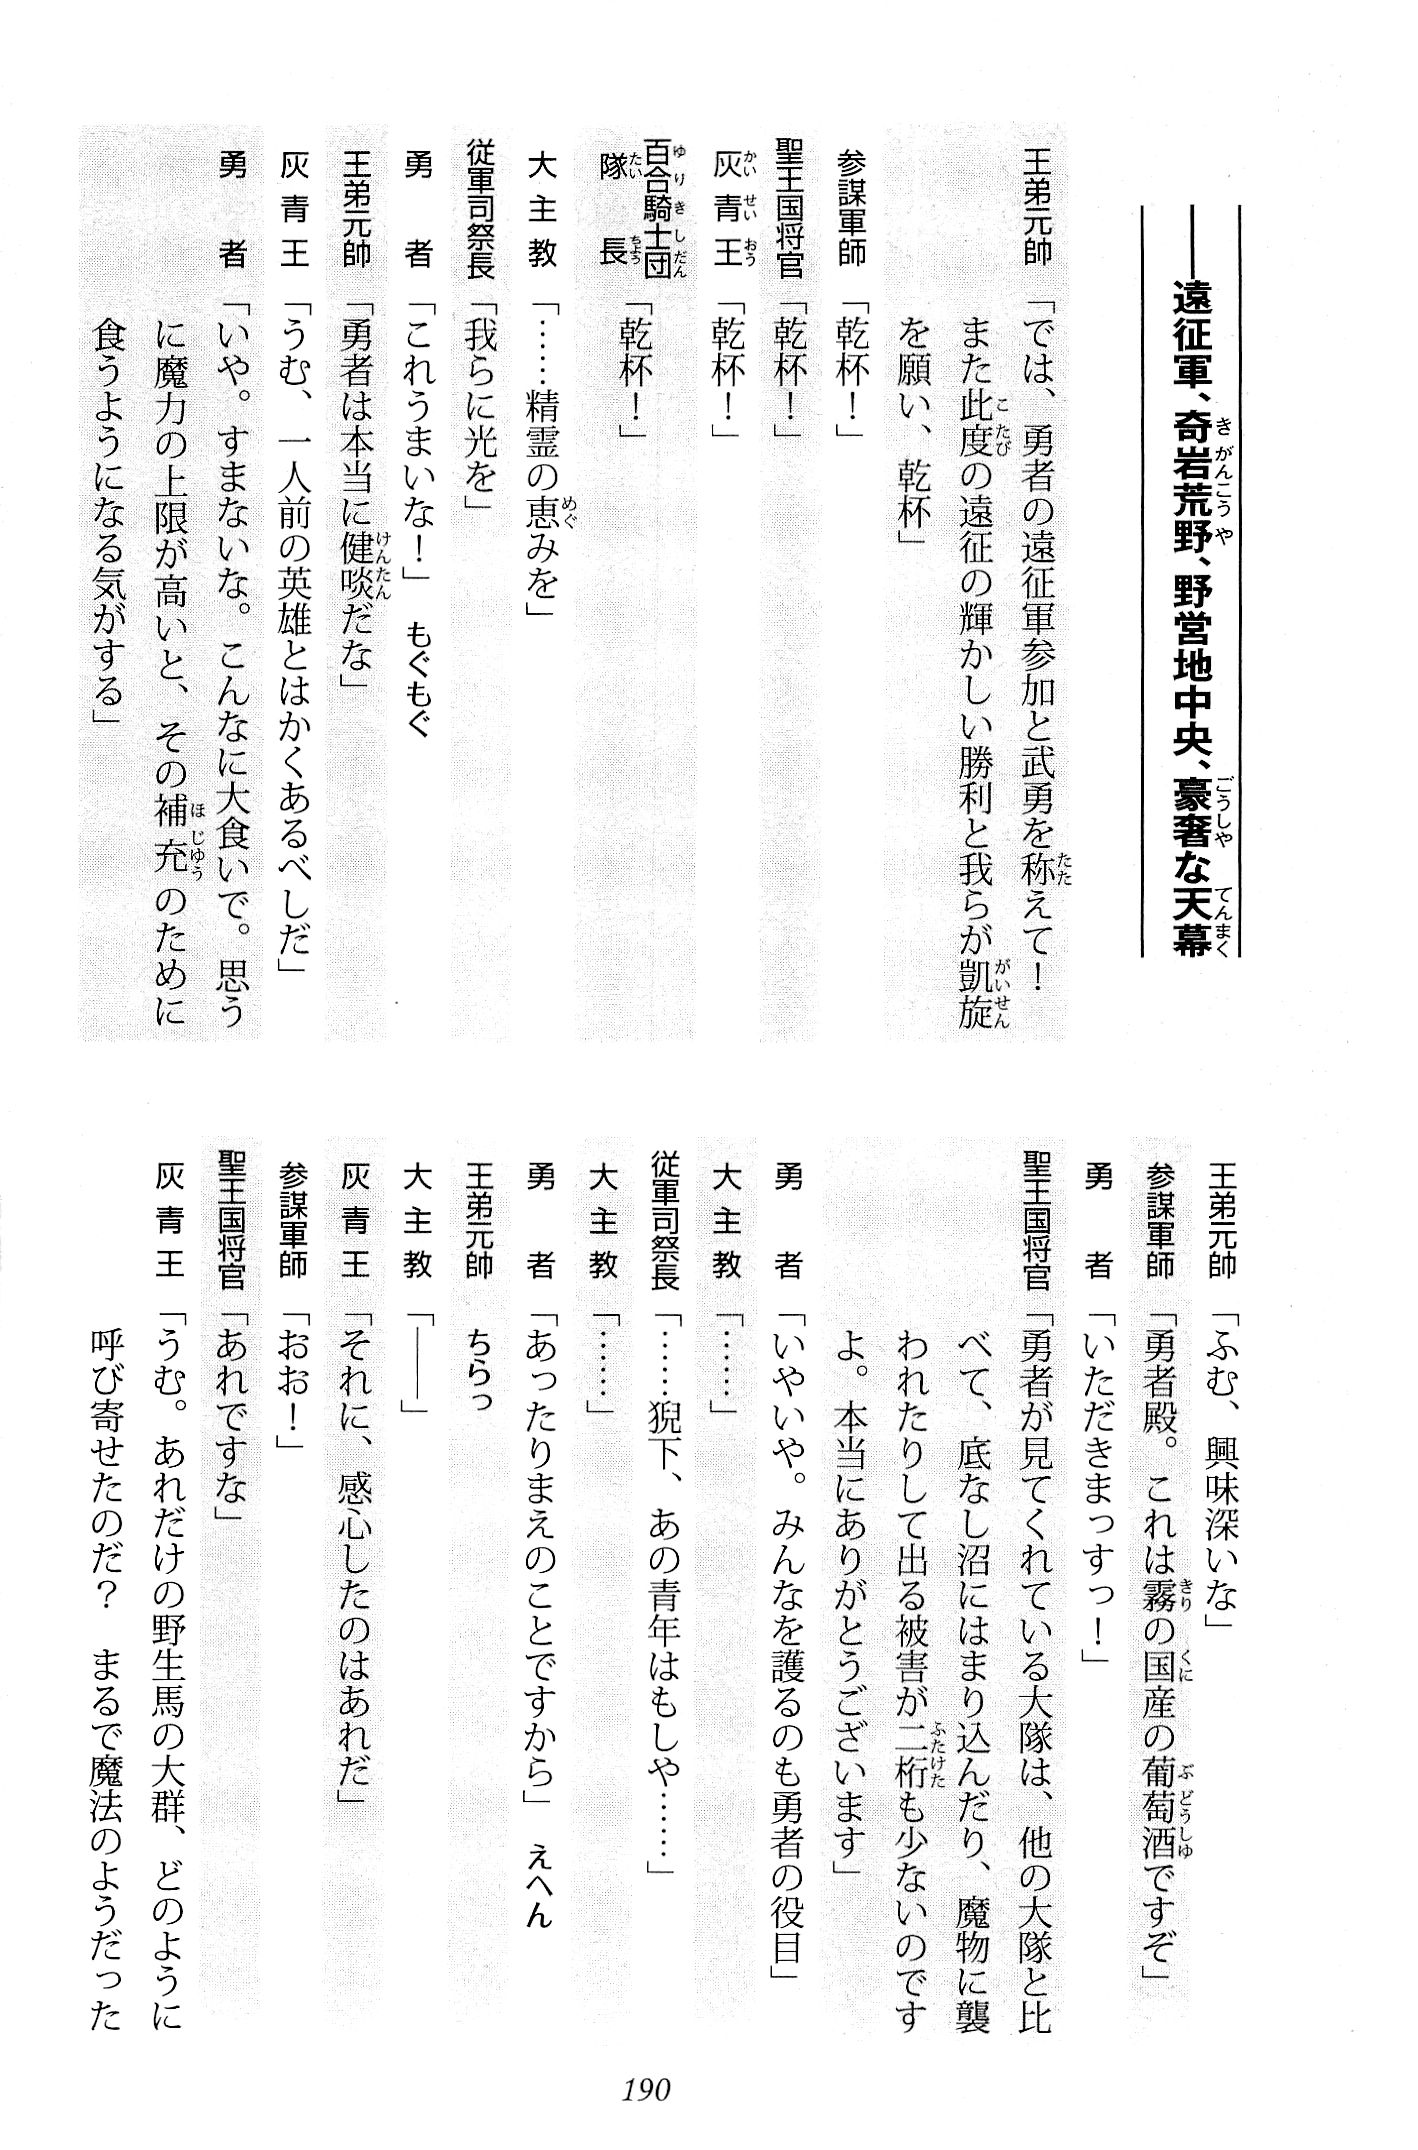 ――遠征軍、奇岩荒野、野営地中央、豪奢な天幕
王弟元帥「では、勇者の遠征軍参加と武勇を称えて！
また此度の遠征の輝かしい勝利と我らが凱旋
を願い、乾杯」
参謀軍師「乾杯！」
聖王国将官「乾杯！」
灰青王「乾杯！」
百合騎士団
隊長「乾杯！」
大主教「……精霊の恵みを」
従軍司祭長「我らに光を」
勇者「これうまいな！」　もぐもぐ
王弟元帥「勇者は本当に健啖だな」
灰青王「うむ、一人前の英雄とはかくあるべしだ」
勇者「いや。すまないな。こんなに大食いで。思う
に魔力の上限が高いと、その補充のために
食うようになる気がする」
王弟元帥「ふむ、興味深いな」
参謀軍師「勇者殿。これは霧の国産の葡萄酒ですぞ」
勇者「いただきまっすっ！」
聖王国将官「勇者が見てくれている大隊は、他の大隊と比
べて、底なし沼にはまり込んだり、魔物に襲
われたりして出る被害が二桁も少ないのです
よ。本当にありがとうございます」
勇者「いやいや。みんなを護るのも勇者の役目」
大主教「……」
従軍司祭長「……猊下、あの青年はもしや……」
大主教「……」
勇者「あったりまえのことですから」　えへん
王弟元帥　ちらっ
大主教「――」
灰青王「それに、感心したのはあれだ」
参謀軍師「おお！」
聖王国将官「あれですな」
灰青王「うむ。あれだけの野生馬の大群、どのように
呼び寄せたのだ？　まるで魔法のようだった
190